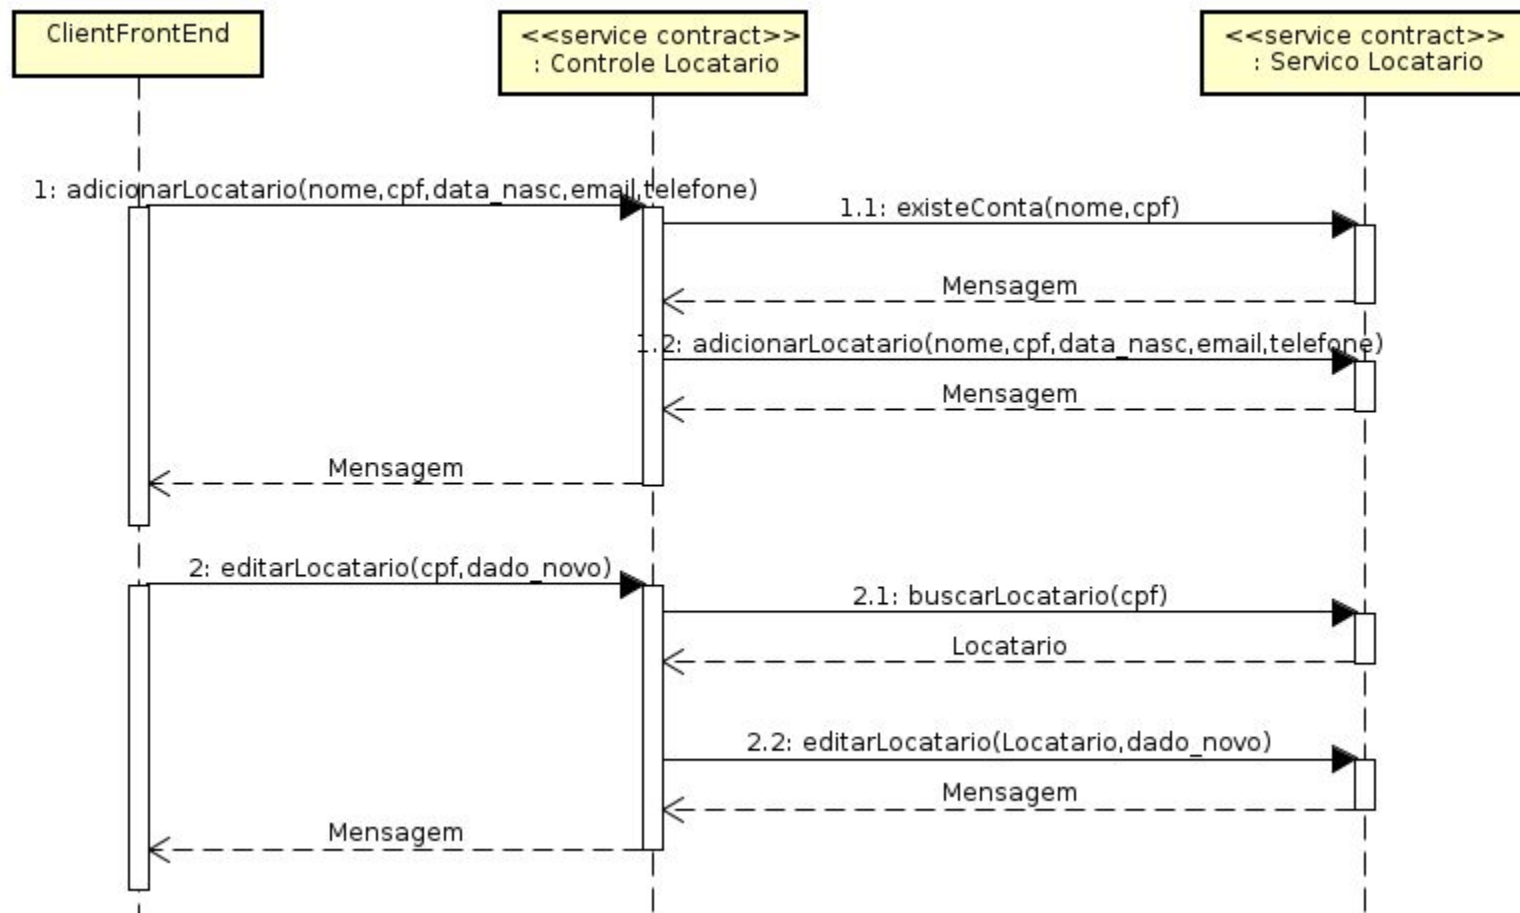 ClientFrontEnd
<<service contract>>
: Controle Locatario
<<service contract>>
: Servico Locatario
1: adicionarLocatario(nome,cpf,data_nasc,email,telefone)
1.1: existeConta(nome,cpf)
Mensagem
1.2: adicionarLocatario(nome,cpf,data_nasc,email,telefone)
Mensagem
Mensagem
2: editarLocatario(cpf,dado_novo)
2.1: buscarLocatario(cpf)
Locatario
2.2: editarLocatario(Locatario,dado_novo)
Mensagem
Mensagem